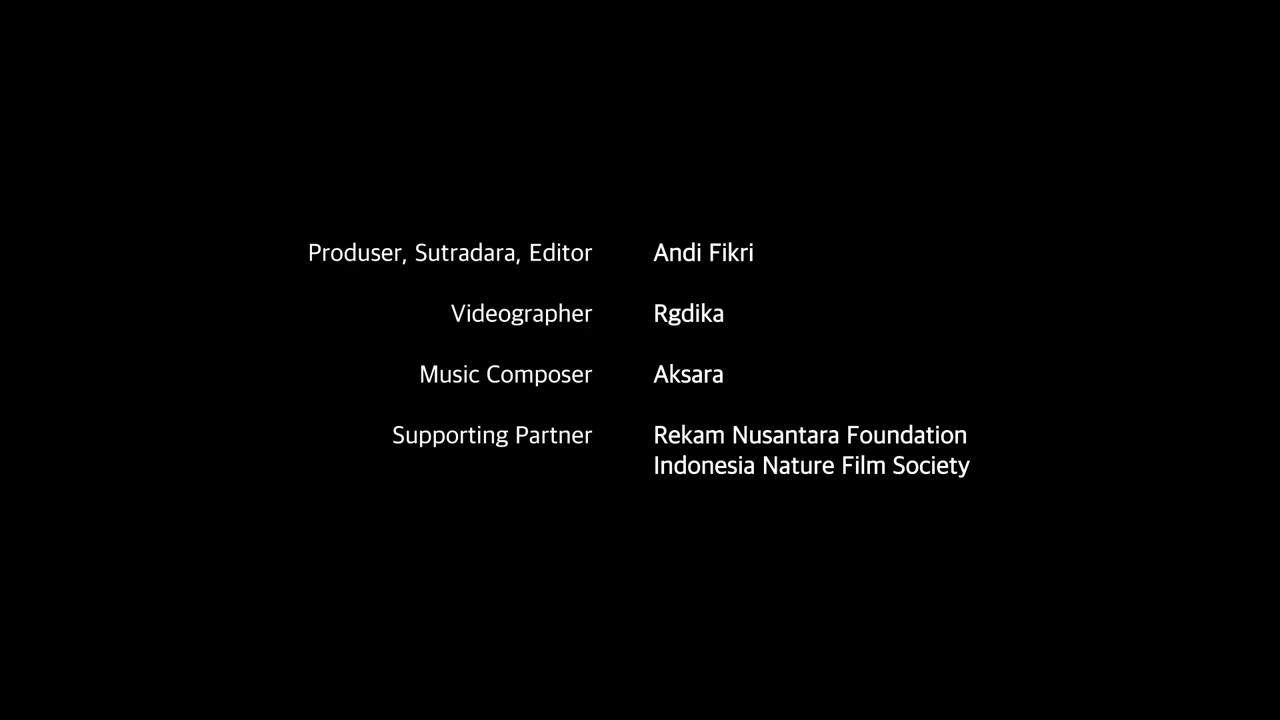 Produser, Sutradara, Editor Andi Fikri
Videographer Rgdika
Music Composer Aksara
Supporting Partner Rekam Nusantara Foundation
Indonesia Nature Film Society